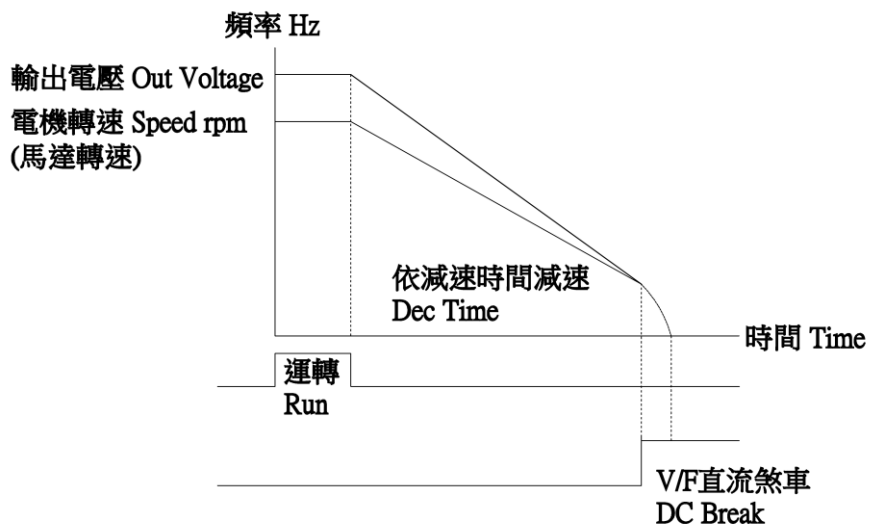 頻率 Hz
輸出電壓 Out Voltage
電機轉速 Speed rpm
(馬達轉速)
依減速時間減速
Dec Time
時間 Time
運轉
Run
V/F直流煞車
DC Break